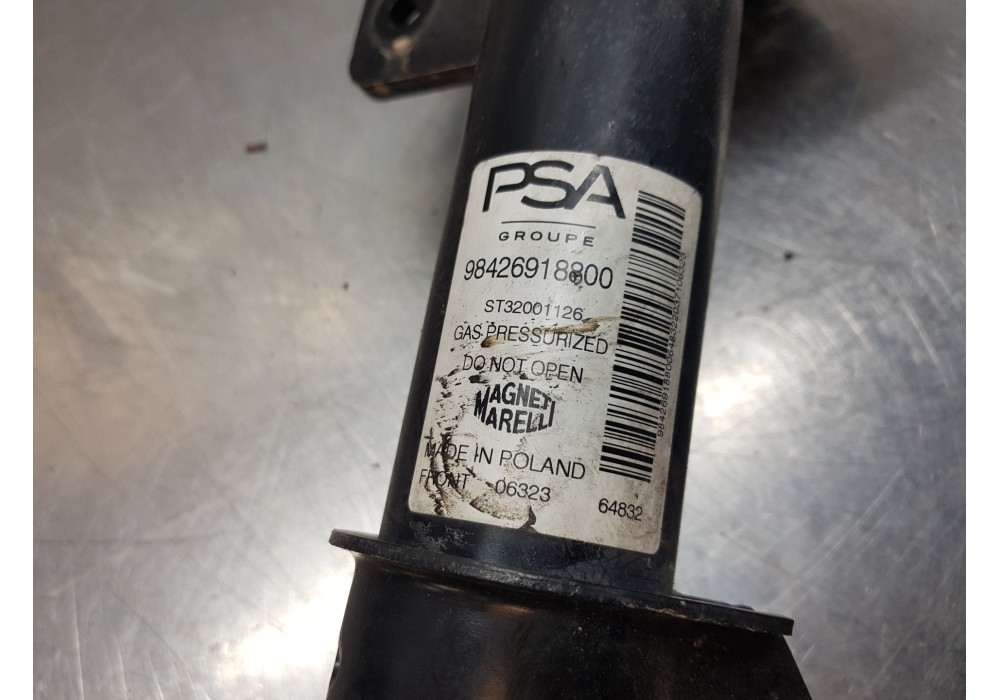 PSA
GROUPE
98426918800
ST32001126
GAS PRESSURIZED
DO NOT OPEN
MAGNETI
MARELLI
MADE IN POLAND
FRONT 06323
64832